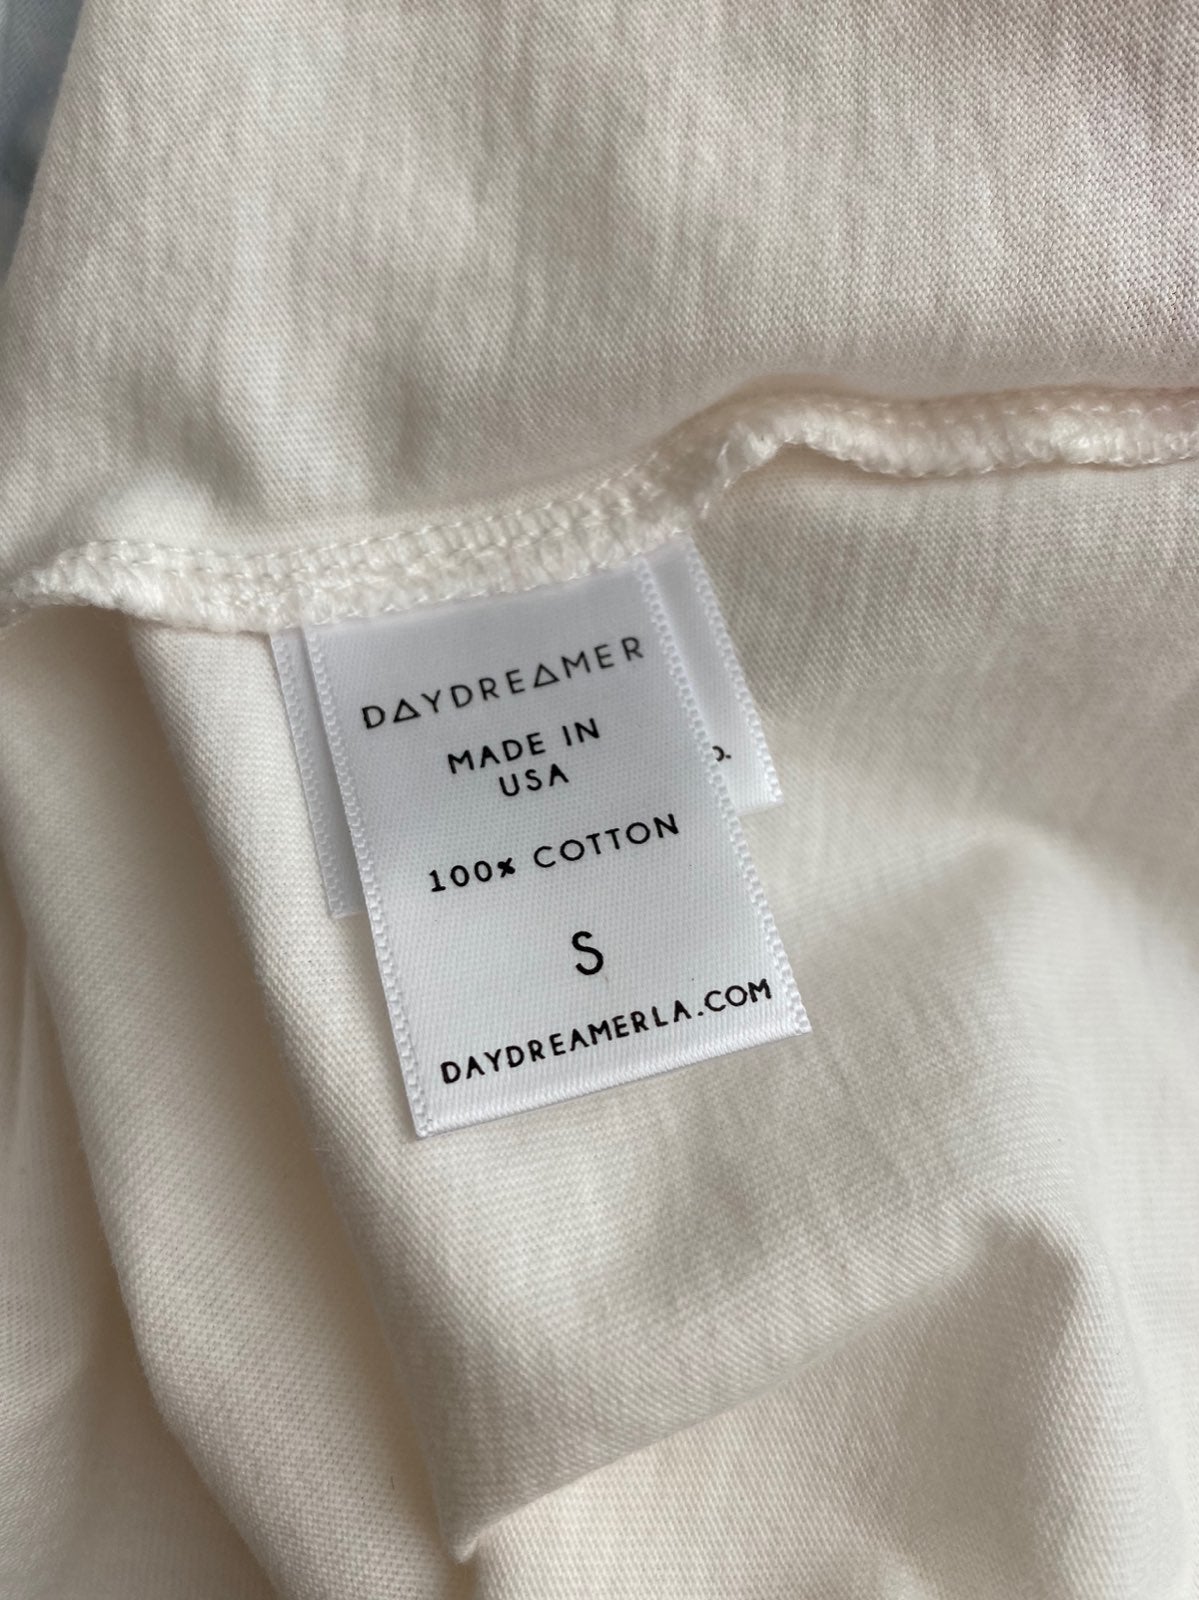 DAYDREAMER
MADE IN
USA
100% COTTON
S
DAYDREAMERLA.COM